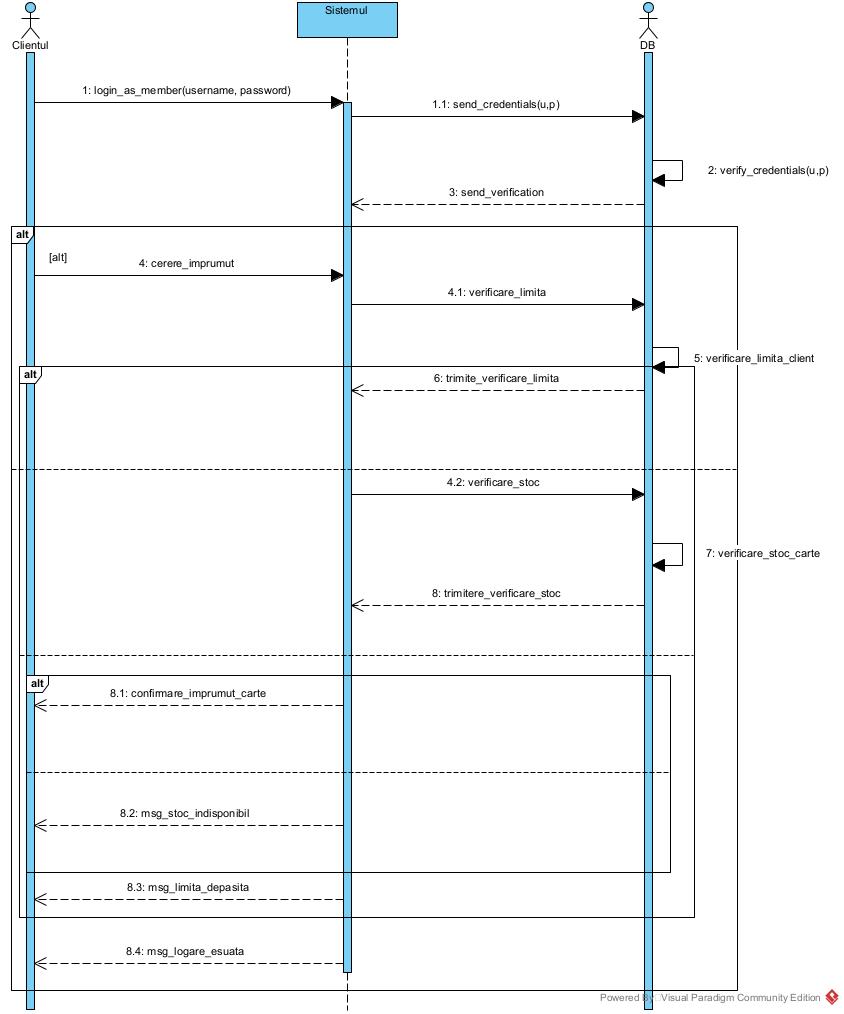 Sistemul
Clientul
DB
1: login_as_member(username, password)
1.1: send_credentials(u,p)
2: verify_credentials(u,p)
3: send_verification
alt
[alt]
4: cerere_imprumut
4.1: verificare_limita
5: verificare_limita_client
alt
6: trimite_verificare_limita
4.2: verificare_stoc
7: verificare_stoc_carte
8: trimitere_verificare_stoc
alt
8.1: confirmare_imprumut_carte
8.2: msg_stoc_indisponibil
8.3: msg_limita_depasita
8.4: msg_logare_esuata
Powered By Visual Paradigm Community Edition